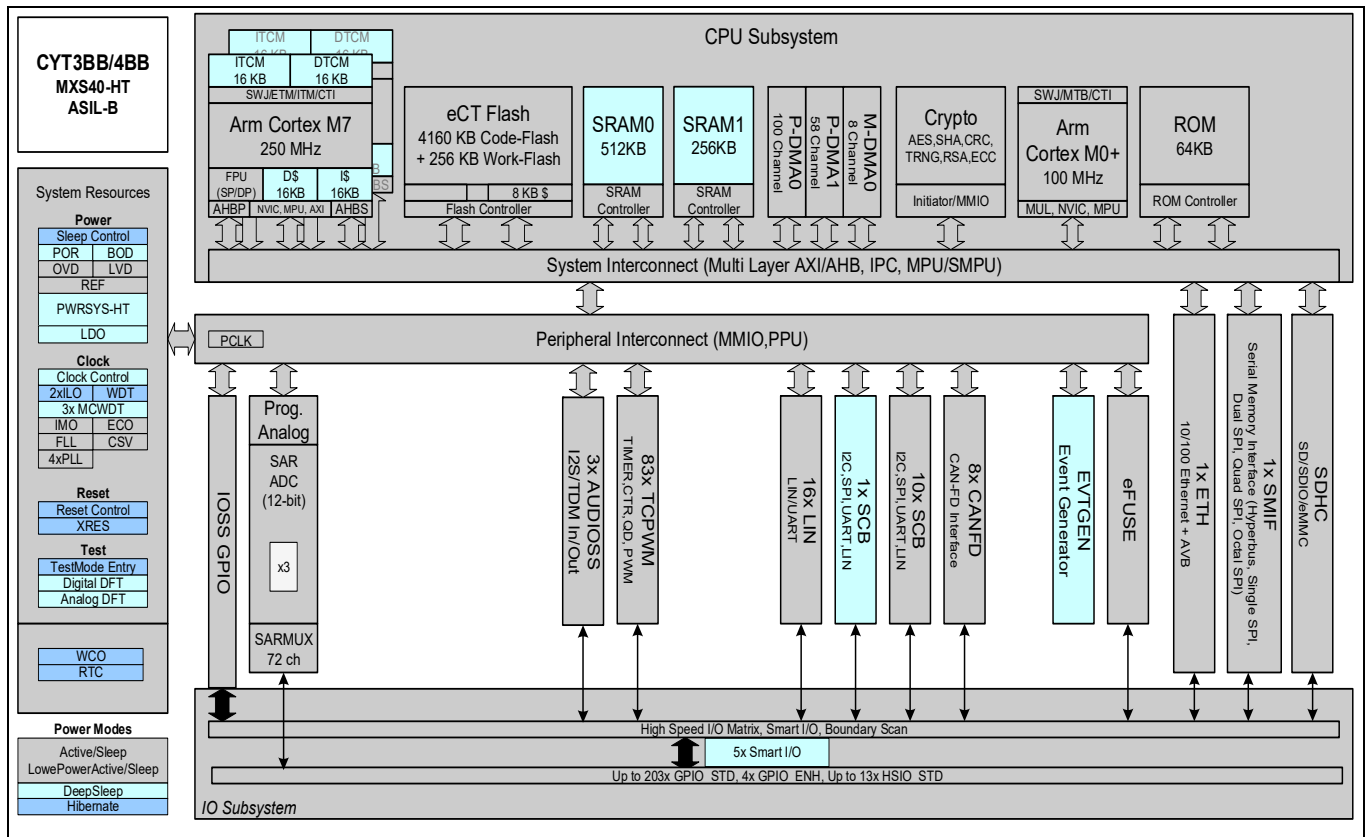 CYT3BB/4BB
MXS40-HT
ASIL-B
System Resources
Power
Sleep Control
POR
BOD
OVD
LVD
REF
PWRSYS-HT
LDO
Clock
Clock Control
2xILO
WDT
3x MCWDT
IMO
ECO
FLL
CSV
4xPLL
Reset
Reset Control
XRES
Test
TestMode Entry
Digital DFT
Analog DFT
WCO
RTC
Power Modes
Active/Sleep
LowePowerActive/Sleep
DeepSleep
Hibernate
CPU Subsystem
ITCM
DTCM
16 KB
ITCM
16 KB
DTCM
16 KB
SWJ/ETM/ITM/CTI
Arm Cortex M7
250 MHz
FPU
(SP/DP)
D$
16KB
I$
16KB
AHBP
NVIC, MPU, AXI
AHBS
eCT Flash
4160 KB Code-Flash
+ 256 KB Work-Flash
8 KB $
Flash Controller
SRAM0
512KB
SRAM
Controller
SRAM1
256KB
SRAM
Controller
P-DMA0
100 Channel
P-DMA1
58 Channel
M-DMA0
8 Channel
Crypto
AES,SHA,CRC,
TRNG,RSA,ECC
Initiator/MMIO
SWJ/MTB/CTI
Arm
Cortex M0+
100 MHz
MUL, NVIC, MPU
ROM
64KB
ROM Controller
System Interconnect (Multi Layer AXI/AHB, IPC, MPU/SMPU)
PCLK
Peripheral Interconnect (MMIO,PPU)
IOSS GPIO
Prog.
Analog
SAR
ADC
(12-bit)
x3
SARMUX
72 ch
3x AUDIOSS
I2S/TDM In/Out
83x TCPWM
TIMER,CTR,QD, PWM
16x LIN
LIN/UART
1x SCB
I2C,SPI,UART,LIN
10x SCB
I2C,SPI,UART,LIN
8x CANFD
CAN-FD Interface
EVTGEN
Event Generator
eFUSE
1x ETH
10/100 Ethernet + AVB
1x SMIF
Serial Memory Interface (Hyperbus, Single SPI,
Dual SPI, Quad SPI, Octal SPI)
SDHC
SD/SDIO/eMMC
High Speed I/O Matrix, Smart I/O, Boundary Scan
5x Smart I/O
Up to 203x GPIO_STD, 4x GPIO_ENH, Up to 13x HSIO_STD
IO Subsystem